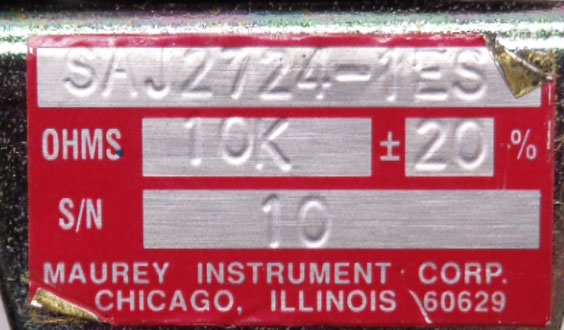 SAJ2724-1ES
OHMS 10K ± 20 %
S/N 10
MAUREY INSTRUMENT CORP.
CHICAGO, ILLINOIS 60629